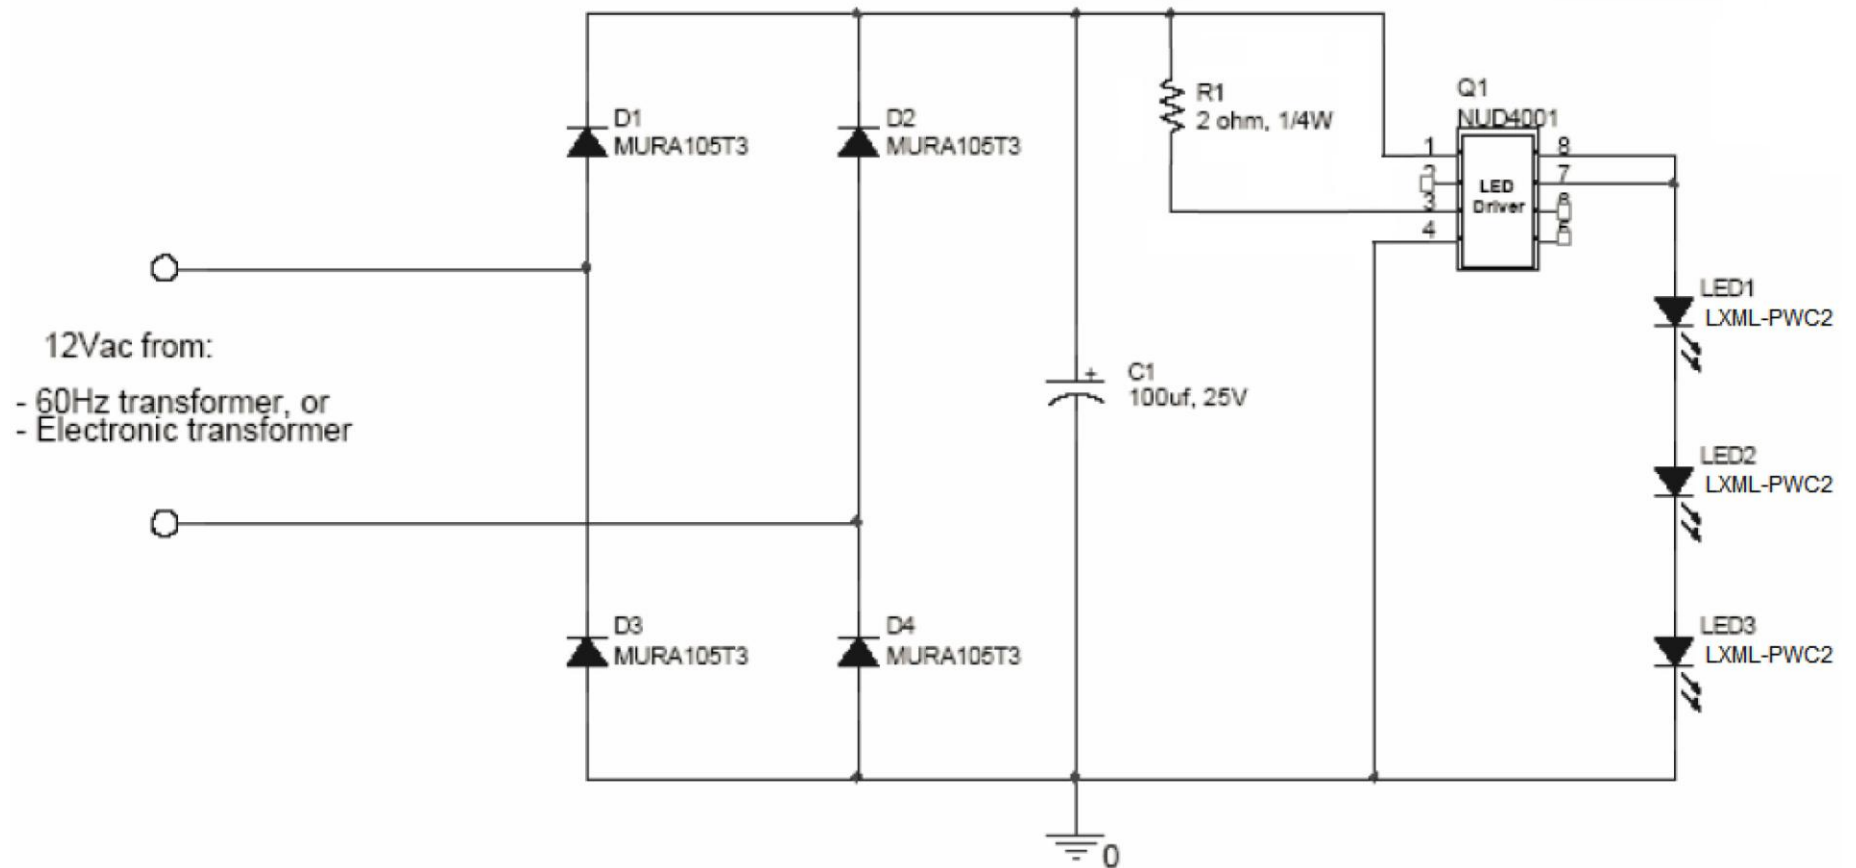 D1
MURA105T3
D2
MURA105T3
R1
2 ohm, 1/4W
Q1
NUD4001
1
2
3
4
LED
Driver
8
7
6
5
12Vac from:
- 60Hz transformer, or
- Electronic transformer
C1
100uf, 25V
+
LED1
LXML-PWC2
LED2
LXML-PWC2
LED3
LXML-PWC2
D3
MURA105T3
D4
MURA105T3
0